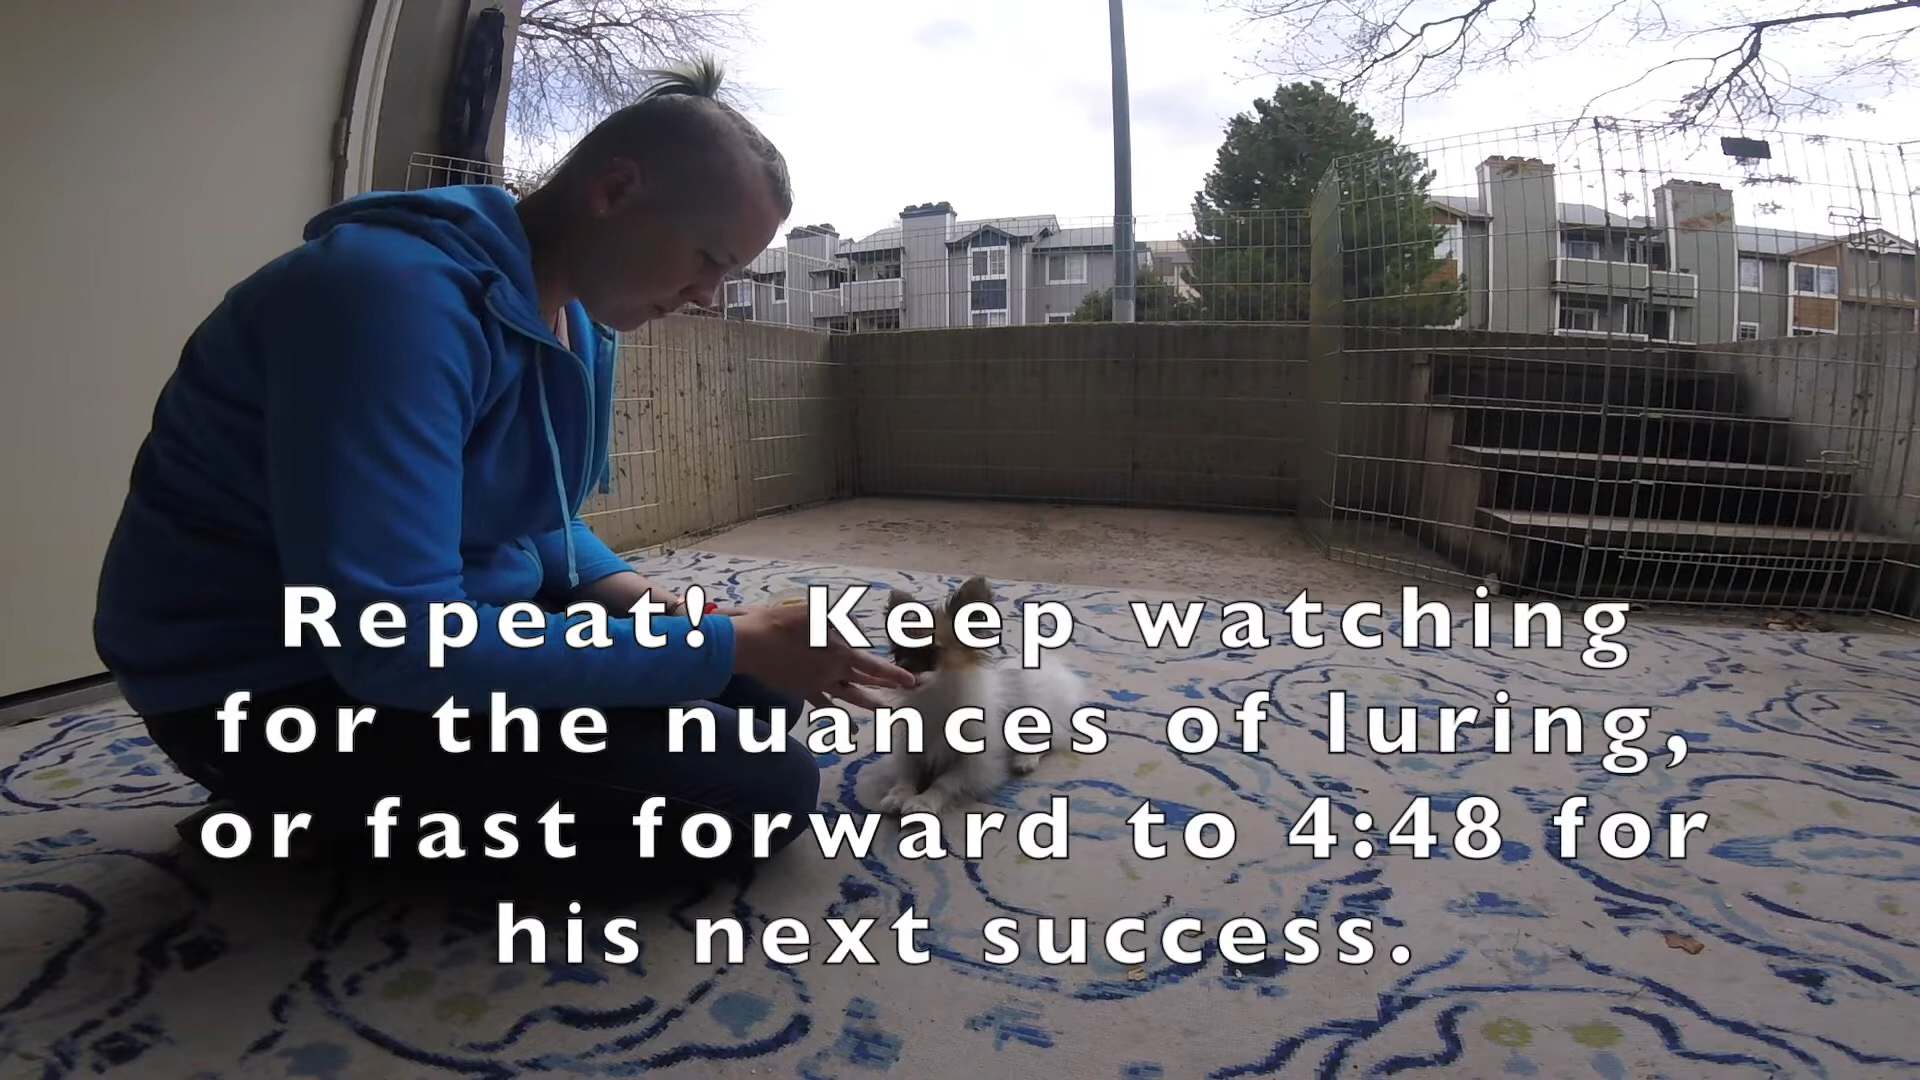 Repeat!  Keep watching
for the nuances of luring,
or fast forward to 4:48 for
his next success.